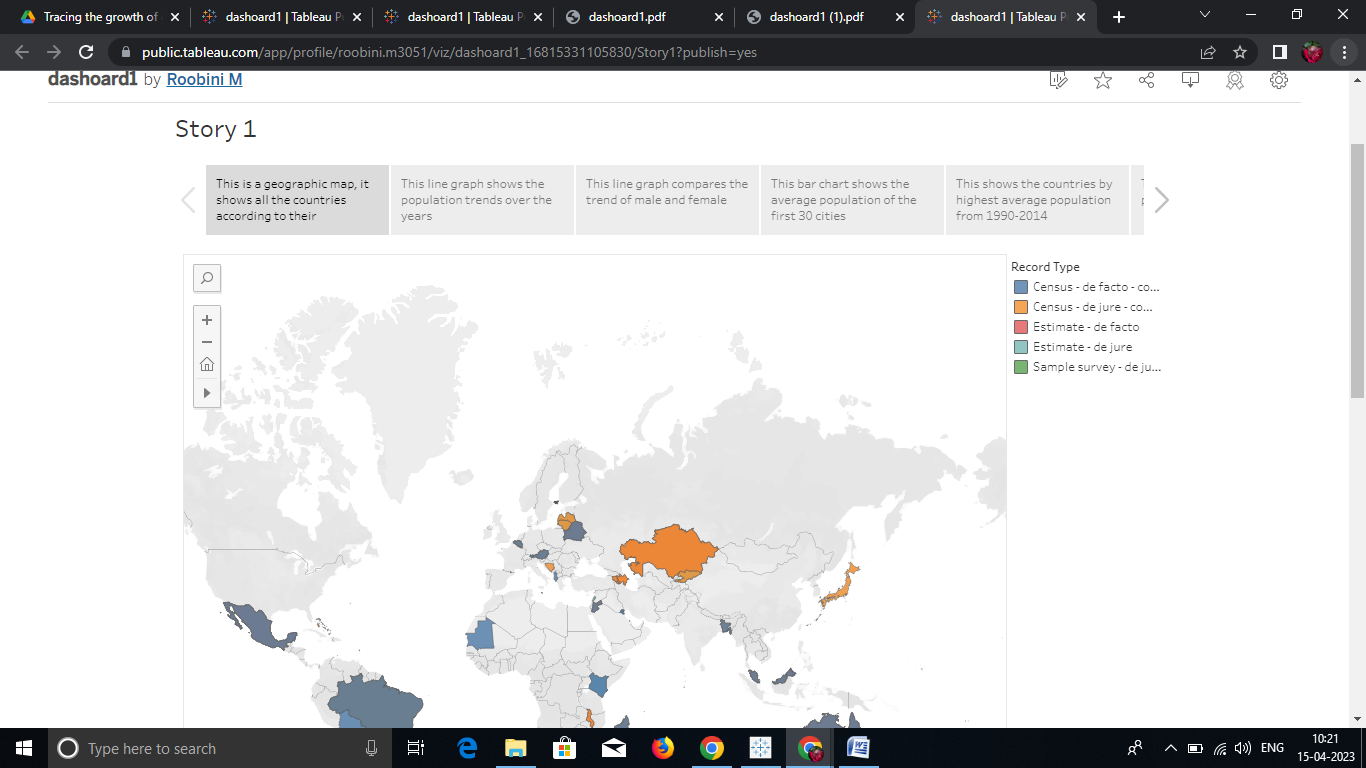 Tracing the growth of
dashoard1 | Tableau P
dashoard1 | Tableau P
dashoard1.pdf
dashoard1 (1).pdf
dashoard1 | Tableau P
public.tableau.com/app/profile/roobini.m3051/viz/dashoard1_16815331105830/Story1?publish=yes
dashoard1 by Roobini M
Story 1
This is a geographic map, it
shows all the countries
according to their
This line graph shows the
population trends over the
years
This line graph compares the
trend of male and female
This bar chart shows the
average population of the
first 30 cities
This shows the countries by
highest average population
from 1990-2014
Record Type
Census - de facto - co...
Census - de jure - co...
Estimate - de facto
Estimate - de jure
Sample survey - de ju...
Type here to search
ENG
10:21
15-04-2023